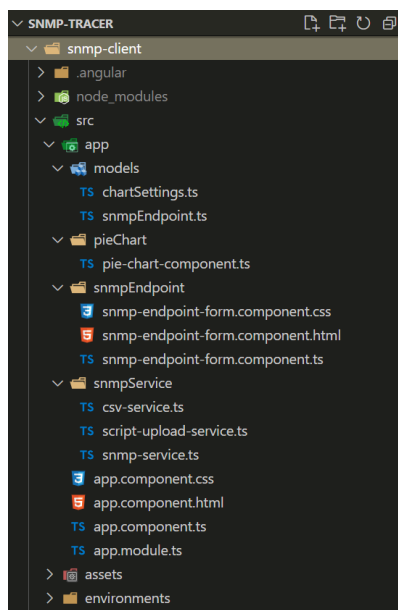 SNMP-TRACER
snmp-client
.angular
node_modules
src
app
models
TS chartSettings.ts
TS snmpEndpoint.ts
pieChart
TS pie-chart-component.ts
snmpEndpoint
snmp-endpoint-form.component.css
snmp-endpoint-form.component.html
TS snmp-endpoint-form.component.ts
snmpService
TS csv-service.ts
TS script-upload-service.ts
TS snmp-service.ts
app.component.css
app.component.html
TS app.component.ts
TS app.module.ts
assets
environments